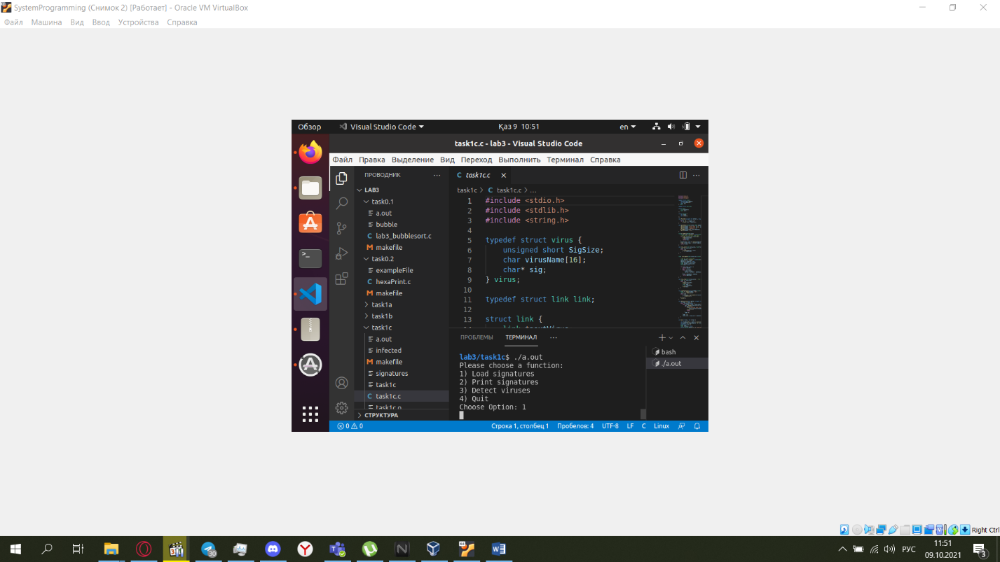 SystemProgramming (Снимок 2) [Работает] - Oracle VM VirtualBox
Файл Машина Вид Ввод Устройства Справка
Обзор Visual Studio Code Қаз 9 10:51 en
task1c.c - lab3 - Visual Studio Code
Файл Правка Выделение Вид Переход Выполнить Терминал Справка
ПРОВОДНИК
LAB3
task0.1
a.out
bubble
C lab3_bubblesort.c
M makefile
task0.2
exampleFile
C hexaPrint.c
M makefile
task1a
task1b
task1c
a.out
infected
M makefile
signatures
task1c
C task1c.c
task1c.o
СТРУКТУРА
C task1c.c
task1c > C task1c.c > ...
1 #include <stdio.h>
2 #include <stdlib.h>
3 #include <string.h>
4
5 typedef struct virus {
6 unsigned short SigSize;
7 char virusName[16];
8 char* sig;
9 } virus;
10
11 typedef struct link link;
12
13 struct link {
ПРОБЛЕМЫ ТЕРМИНАЛ
lab3/task1c$ ./a.out
Please choose a function:
1) Load signatures
2) Print signatures
3) Detect viruses
4) Quit
Choose Option: 1
bash
./a.out
0 0 Строка 1, столбец 1 Пробелов: 4 UTF-8 LF C Linux
Right Ctrl
30
РУС
11:51
09.10.2021
3